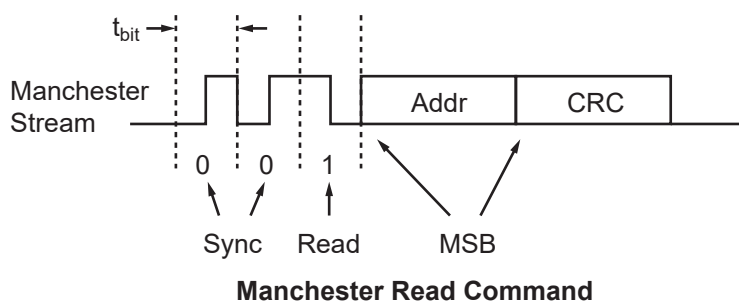 t_bit
Manchester
Stream
Addr CRC
0 0 1
Sync Read MSB
Manchester Read Command